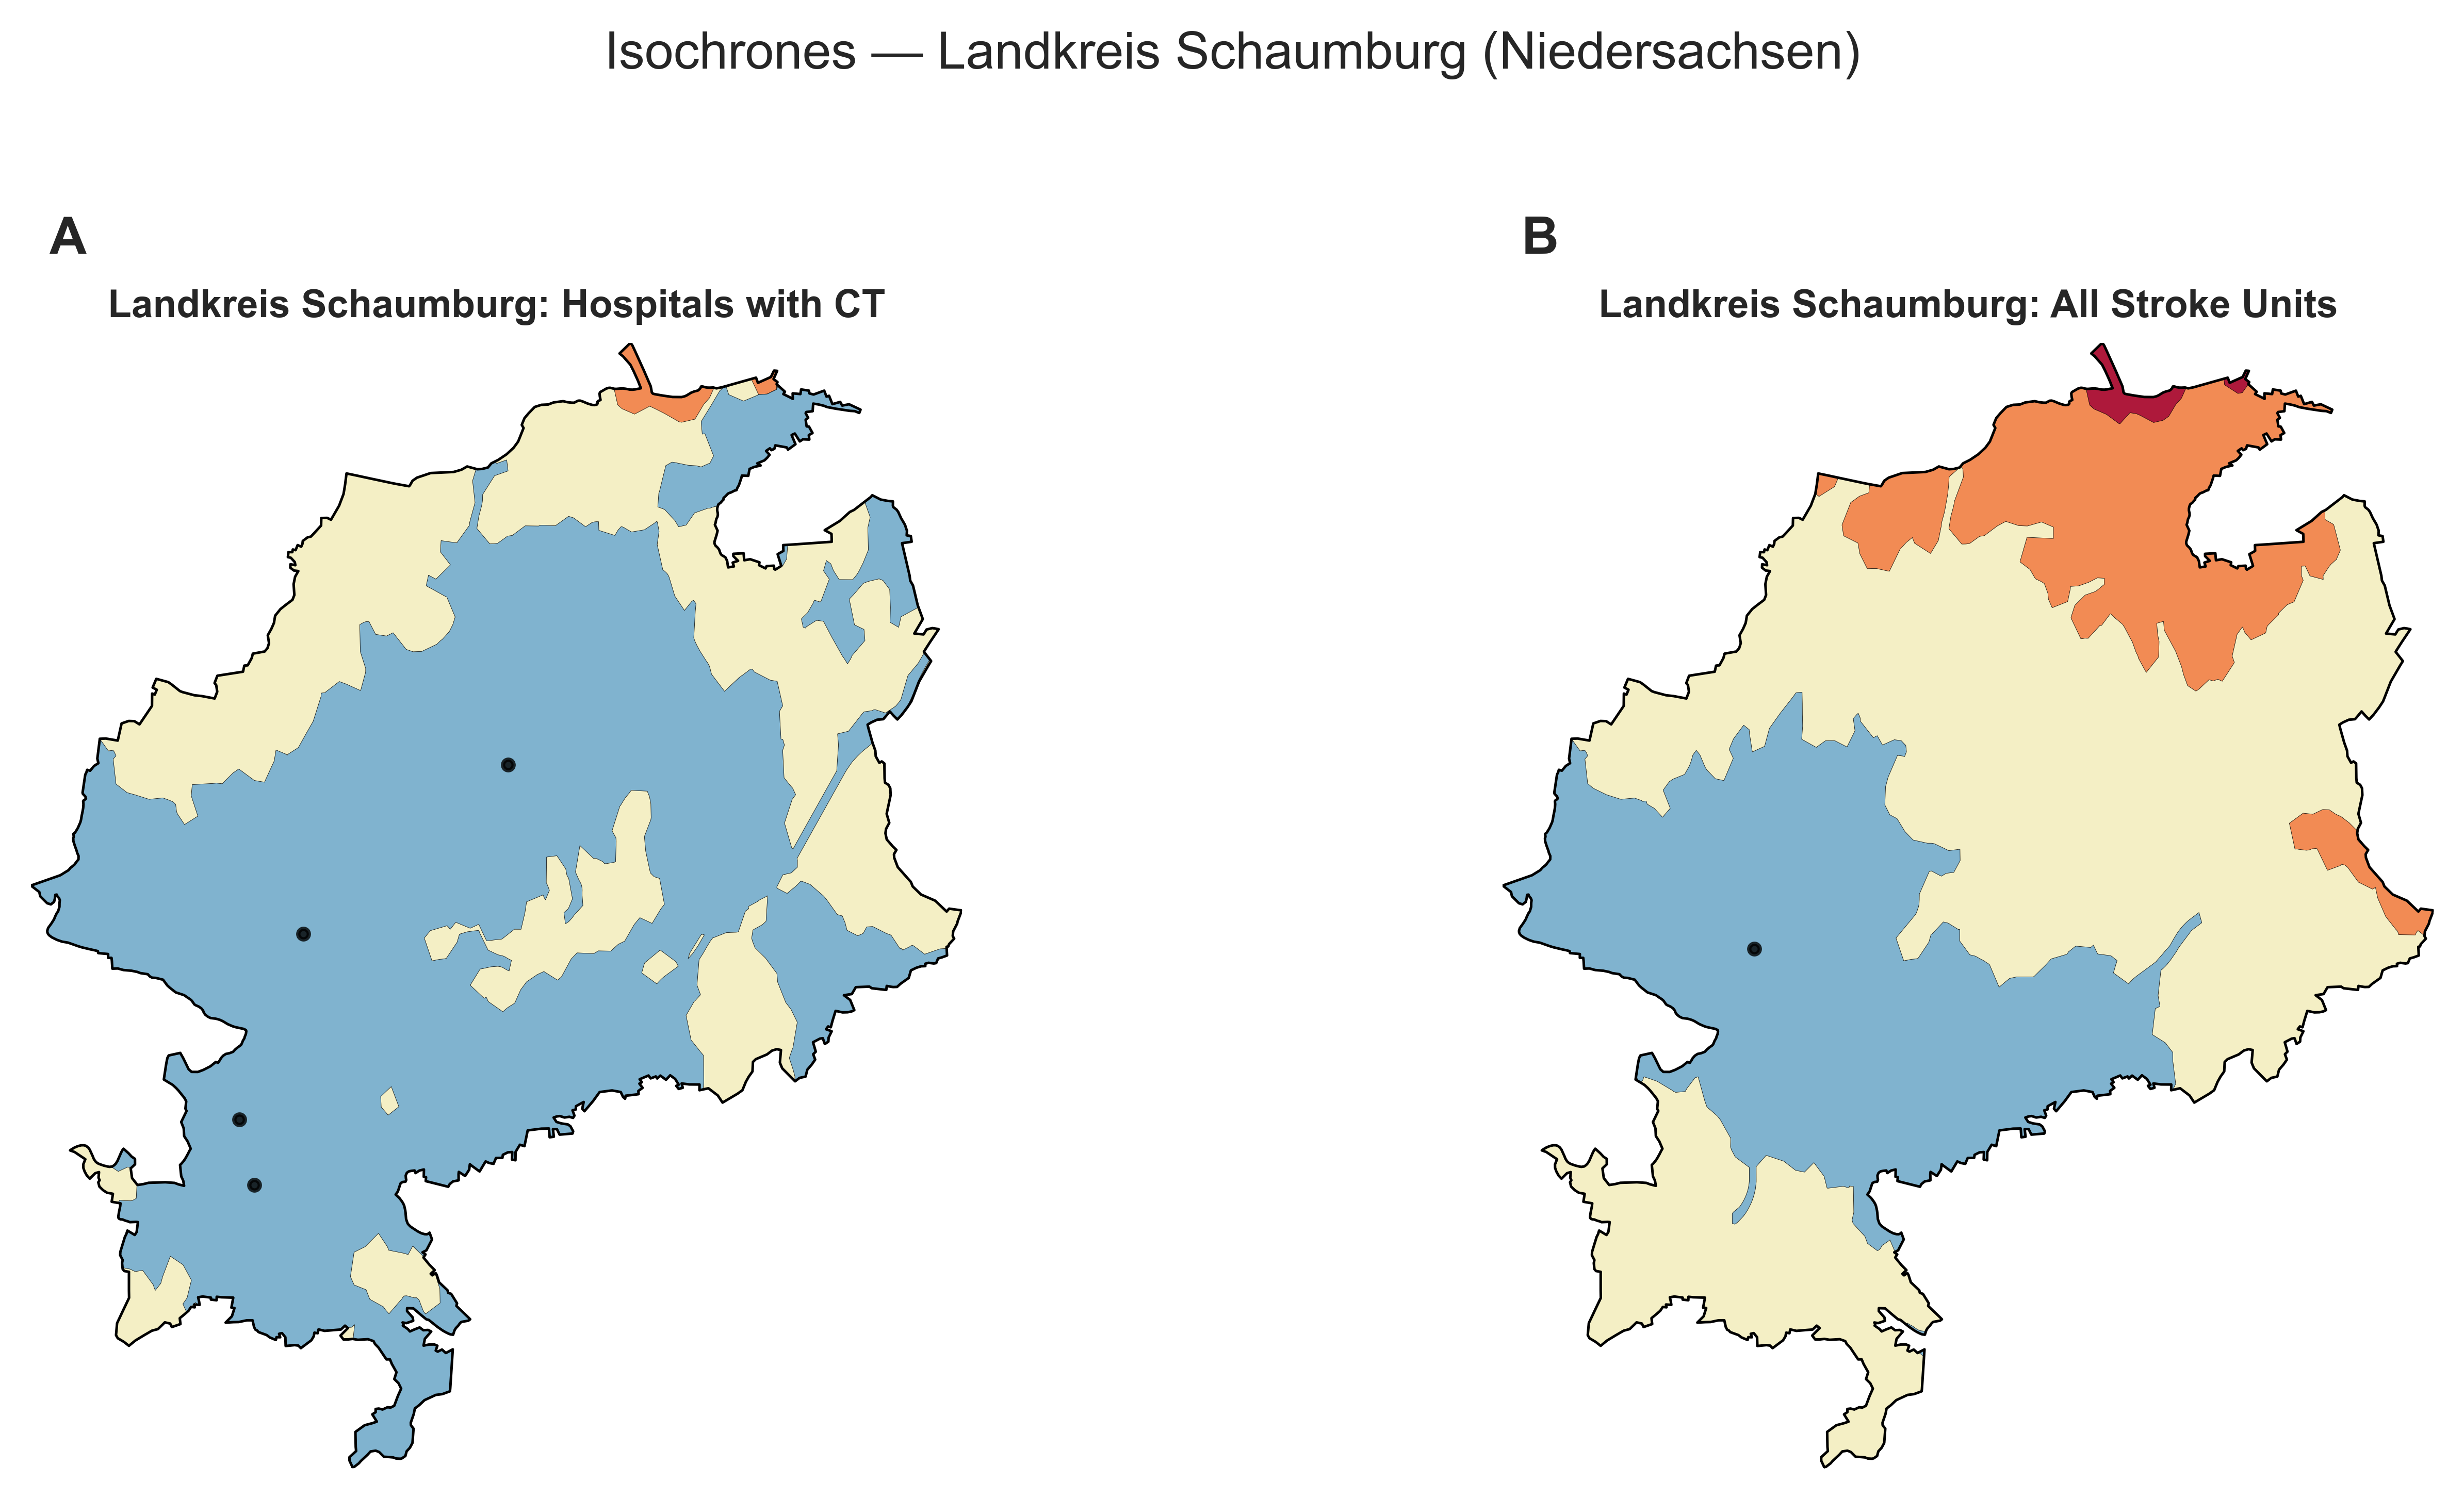 Isochrones — Landkreis Schaumburg (Niedersachsen)
A
Landkreis Schaumburg: Hospitals with CT
B
Landkreis Schaumburg: All Stroke Units